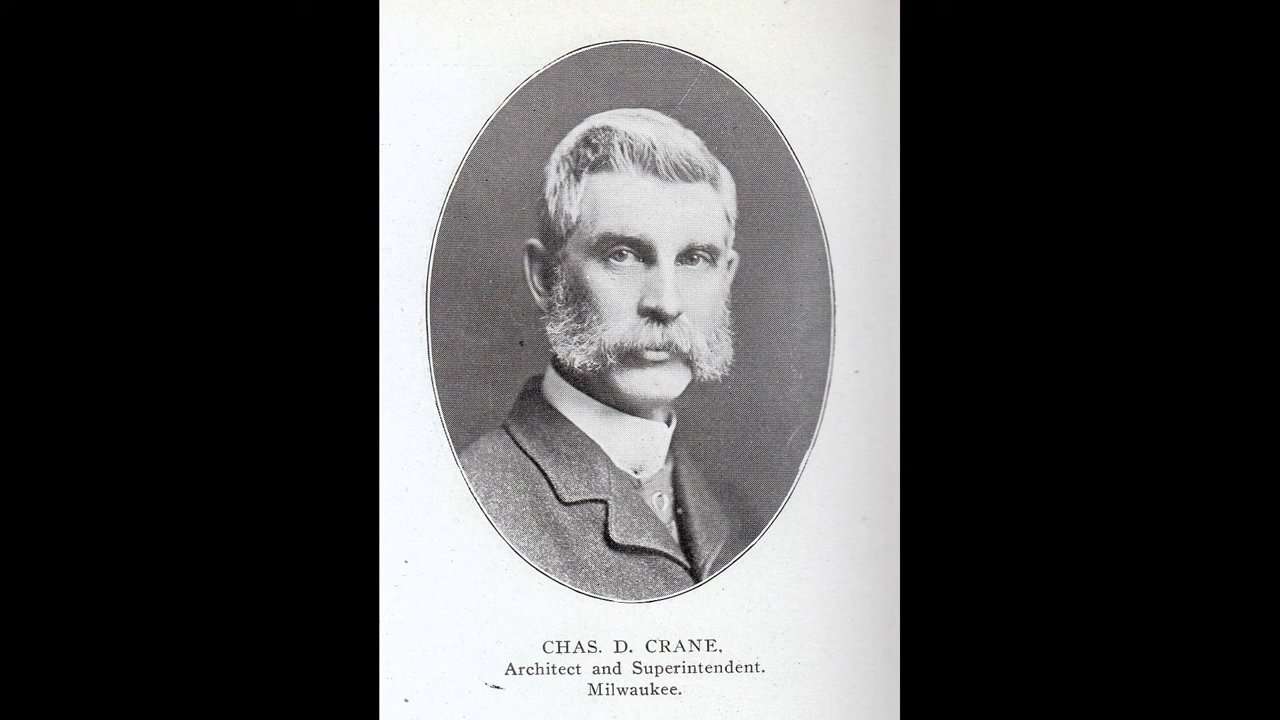 CHAS. D. CRANE,
Architect and Superintendent.
Milwaukee.